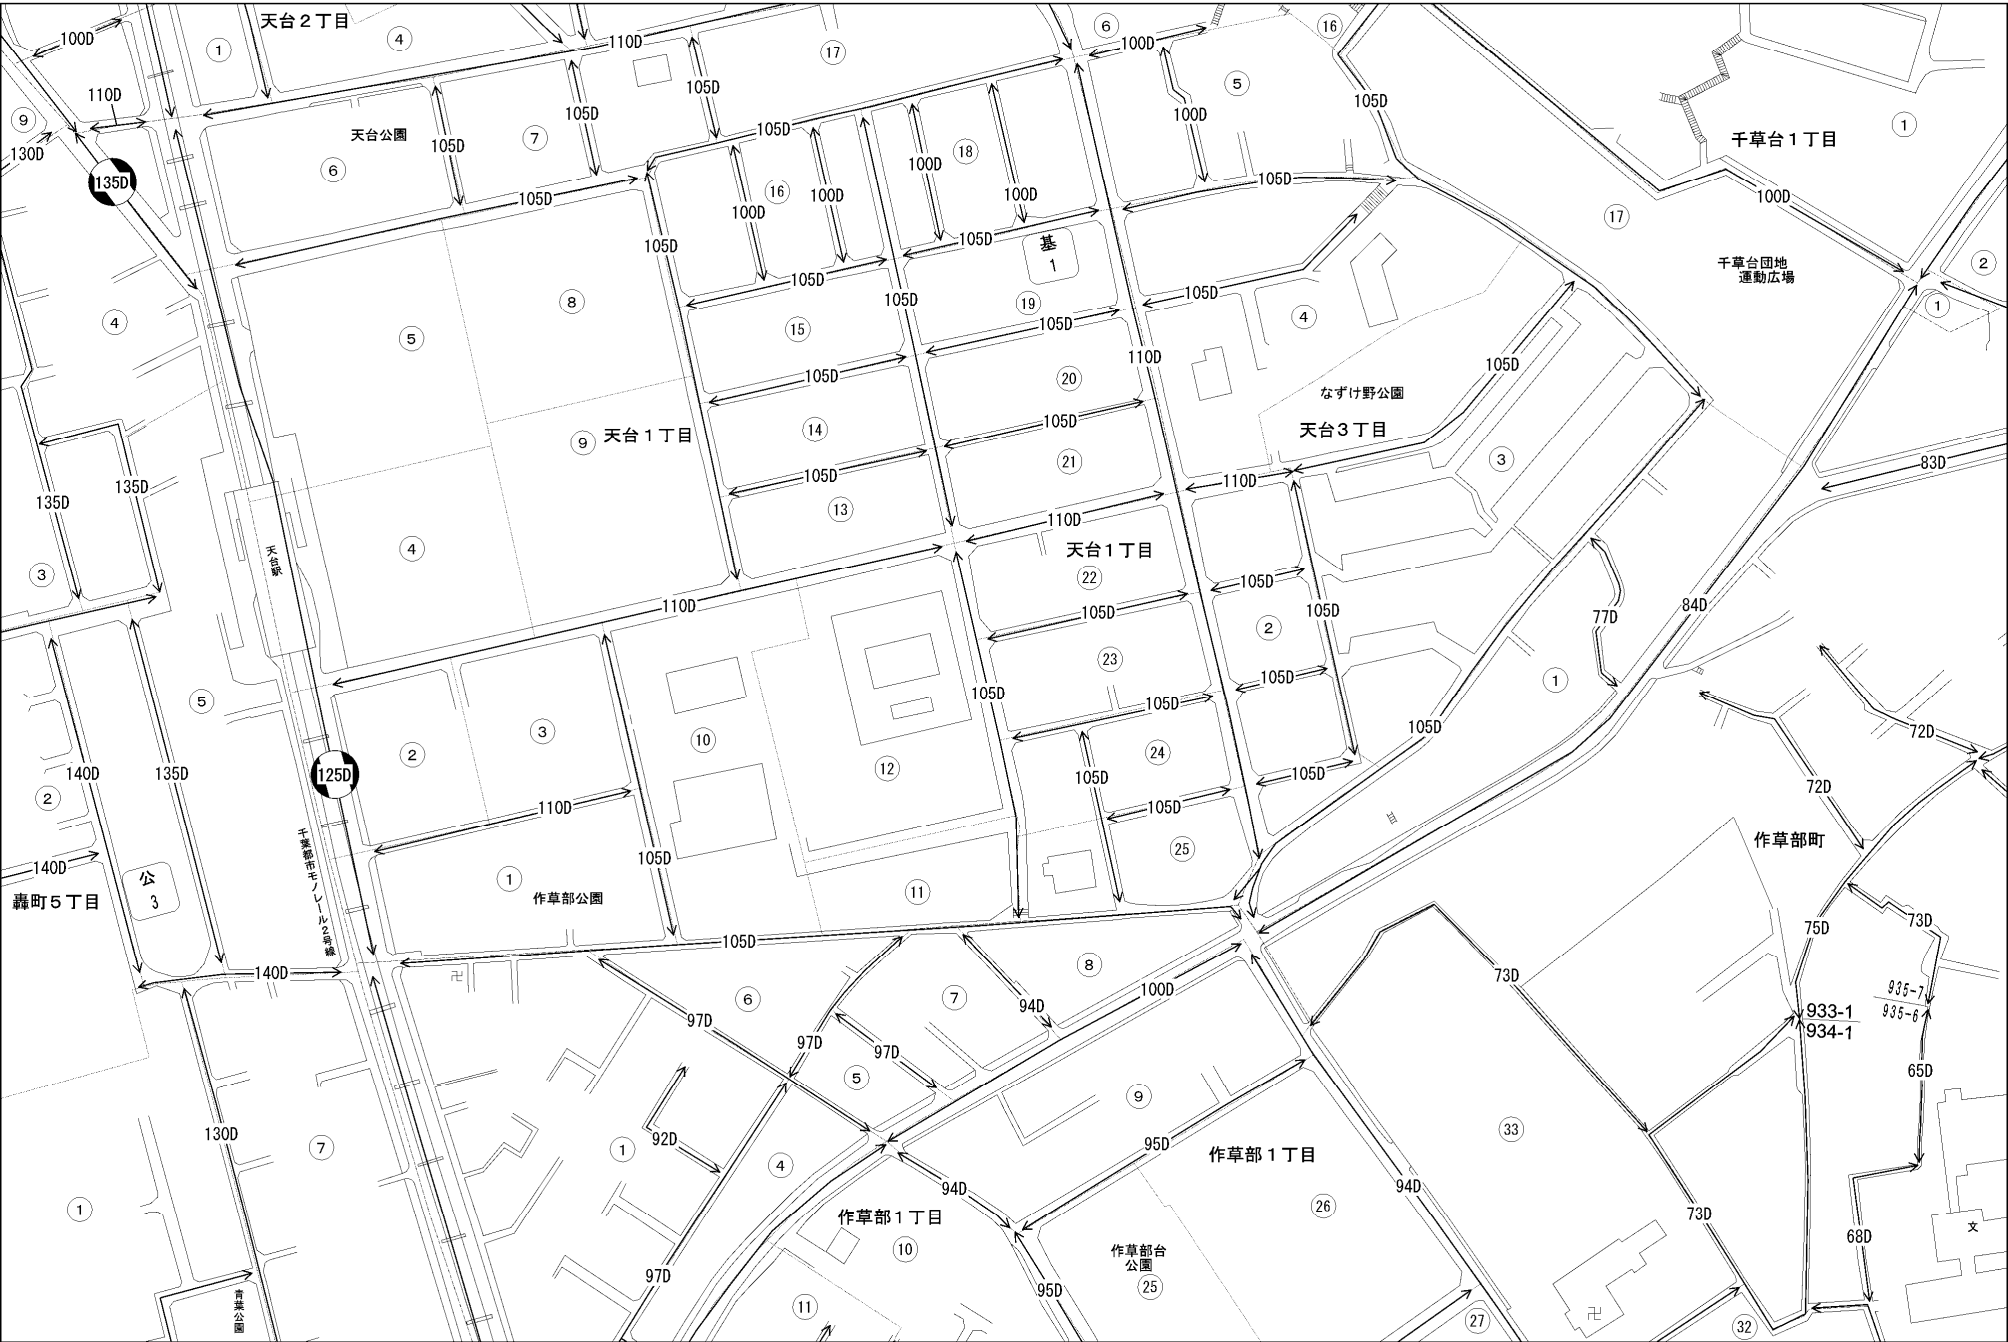 天台２丁目
100D
①
④
110D
⑰
⑥
100D
⑯
⑤
110D
⑨
130D
135D
天台公園
⑥
105D
⑦
105D
105D
105D
100D
105D
千草台１丁目
①
⑯
100D
100D
100D
⑱
100D
105D
105D
105D
105D
100D
⑰
105D
基
1
千草台団地
運動広場
②
①
④
⑤
⑧
105D
105D
⑲
105D
④
⑮
105D
110D
105D
⑳
105D
なずけ野公園
天台３丁目
⑨
天台１丁目
⑭
105D
㉑
105D
③
83D
135D
135D
④
⑬
110D
110D
天台１丁目
天台駅
③
㉒
105D
105D
84D
77D
110D
105D
②
105D
㉓
105D
105D
①
⑤
105D
105D
72D
②
③
⑩
⑫
㉔
140D
135D
125D
105D
105D
72D
②
110D
105D
105D
㉕
作草部町
140D
公
3
轟町５丁目
千葉都市モノレール２号線
①
作草部公園
⑪
105D
73D
75D
140D
⑧
73D
⑥
⑦
100D
94D
97D
97D
97D
935-7
935-6
933-1
934-1
65D
⑤
⑨
130D
⑦
92D
①
④
95D
作草部１丁目
㉝
94D
94D
①
作草部１丁目
⑩
㉖
73D
68D
文
作草部台
公園
㉕
97D
95D
⑪
青葉公園
㉗
卍
卍
㉜